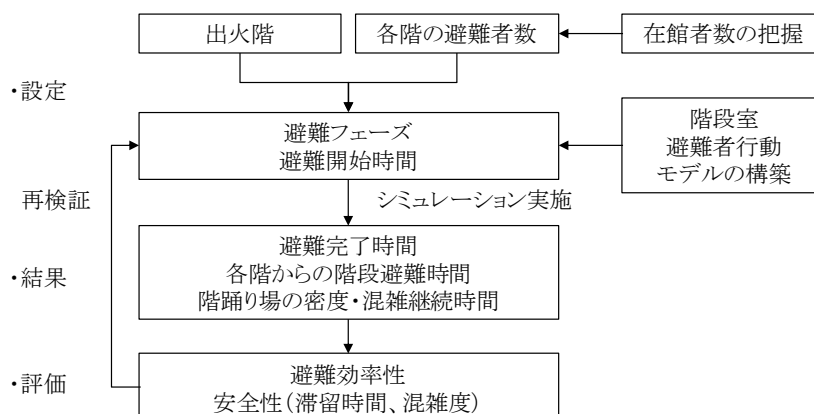 出火階
各階の避難者数
在館者数の把握
・設定
避難フェーズ
避難開始時間
階段室
避難者行動
モデルの構築
再検証
シミュレーション実施
・結果
避難完了時間
各階からの階段避難時間
階踊り場の密度・混雑継続時間
・評価
避難効率性
安全性(滞留時間、混雑度)